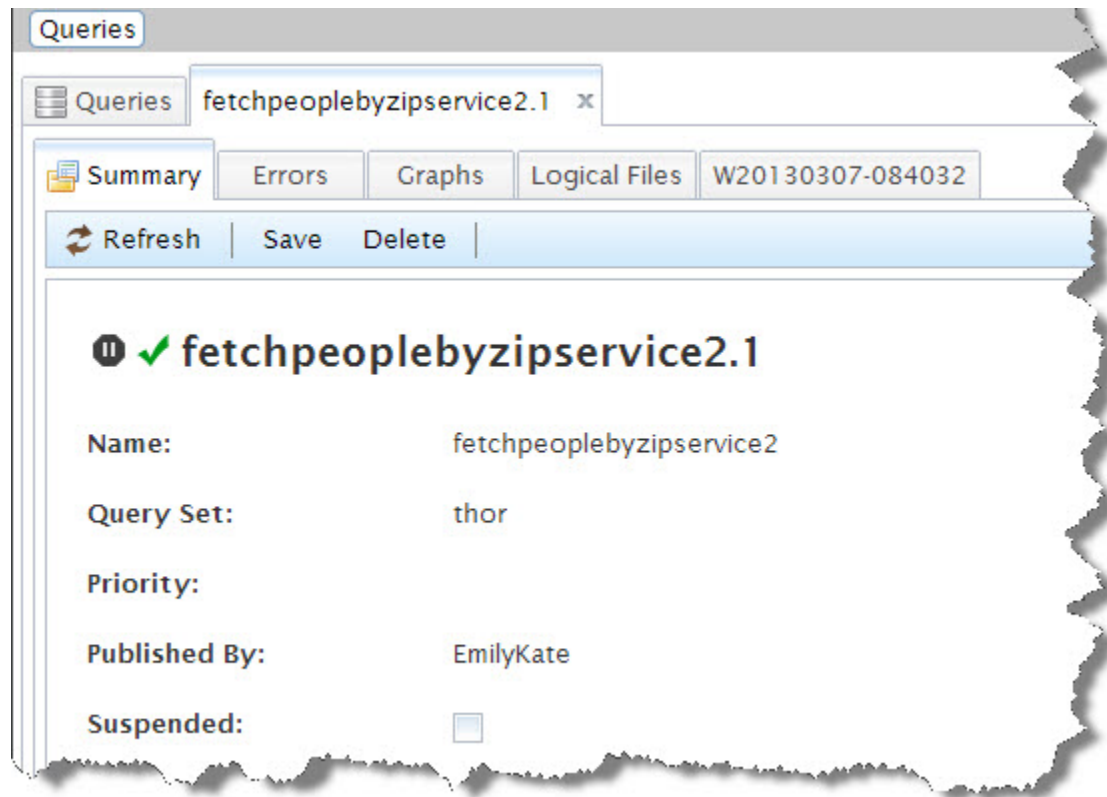 Queries
Queries fetchpeoplebyzipservice2.1 x
Summary Errors Graphs Logical Files W20130307-084032
Refresh Save Delete
fetchpeoplebyzipservice2.1
Name: fetchpeoplebyzipservice2
Query Set: thor
Priority:
Published By: EmilyKate
Suspended: